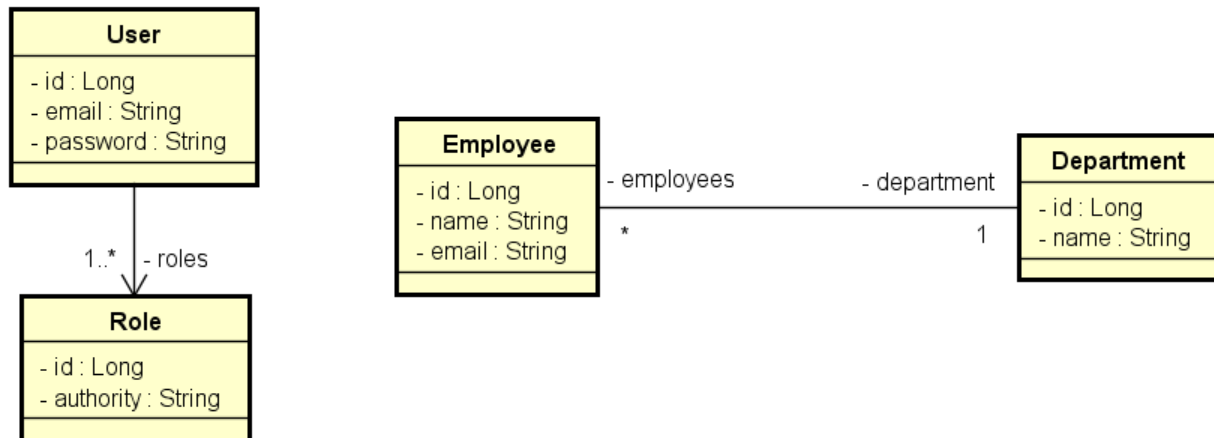 User
- id : Long
- email : String
- password : String
1..* - roles
Role
- id : Long
- authority : String
Employee
- id : Long
- name : String
- email : String
- employees
*
- department
1
Department
- id : Long
- name : String